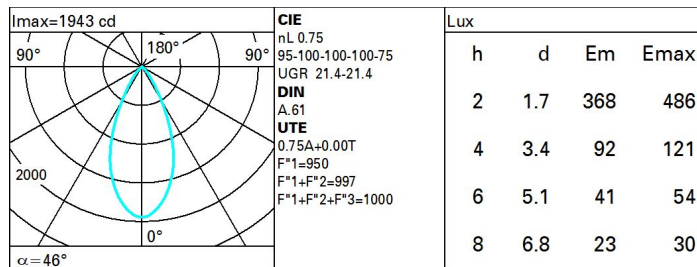 Imax=1943 cd
90° 180° 90°
2000
0°
α=46°
CIE
nL 0.75
95-100-100-100-75
UGR 21.4-21.4
DIN
A.61
UTE
0.75A+0.00T
F"1=950
F"1+F"2=997
F"1+F"2+F"3=1000
Lux
h d Em Emax
2 1.7 368 486
4 3.4 92 121
6 5.1 41 54
8 6.8 23 30